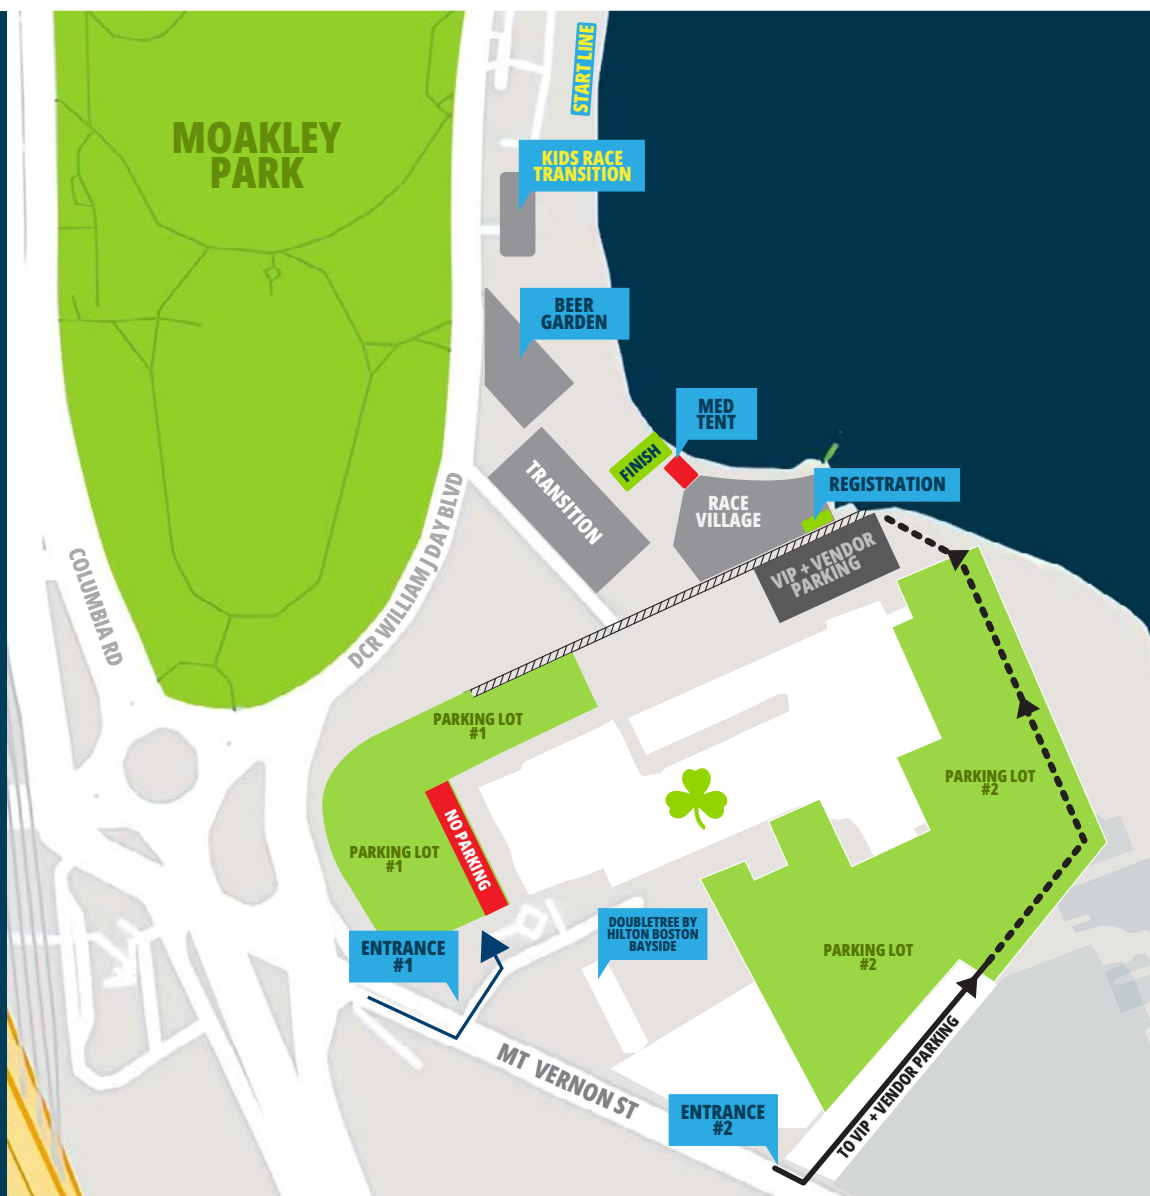 START LINE
MOAKLEY
PARK
KIDS RACE
TRANSITION
BEER
GARDEN
MED
TENT
FINISH
TRANSITION
RACE
VILLAGE
REGISTRATION
VIP + VENDOR
PARKING
COLUMBIA RD
DCR WILLIAM J DAY BLVD
PARKING LOT
#1
PARKING LOT
#1
NO PARKING
PARKING LOT
#2
PARKING LOT
#2
ENTRANCE
#1
DOUBLETREE BY
HILTON BOSTON
BAYSIDE
MT VERNON ST
ENTRANCE
#2
TO VIP + VENDOR PARKING